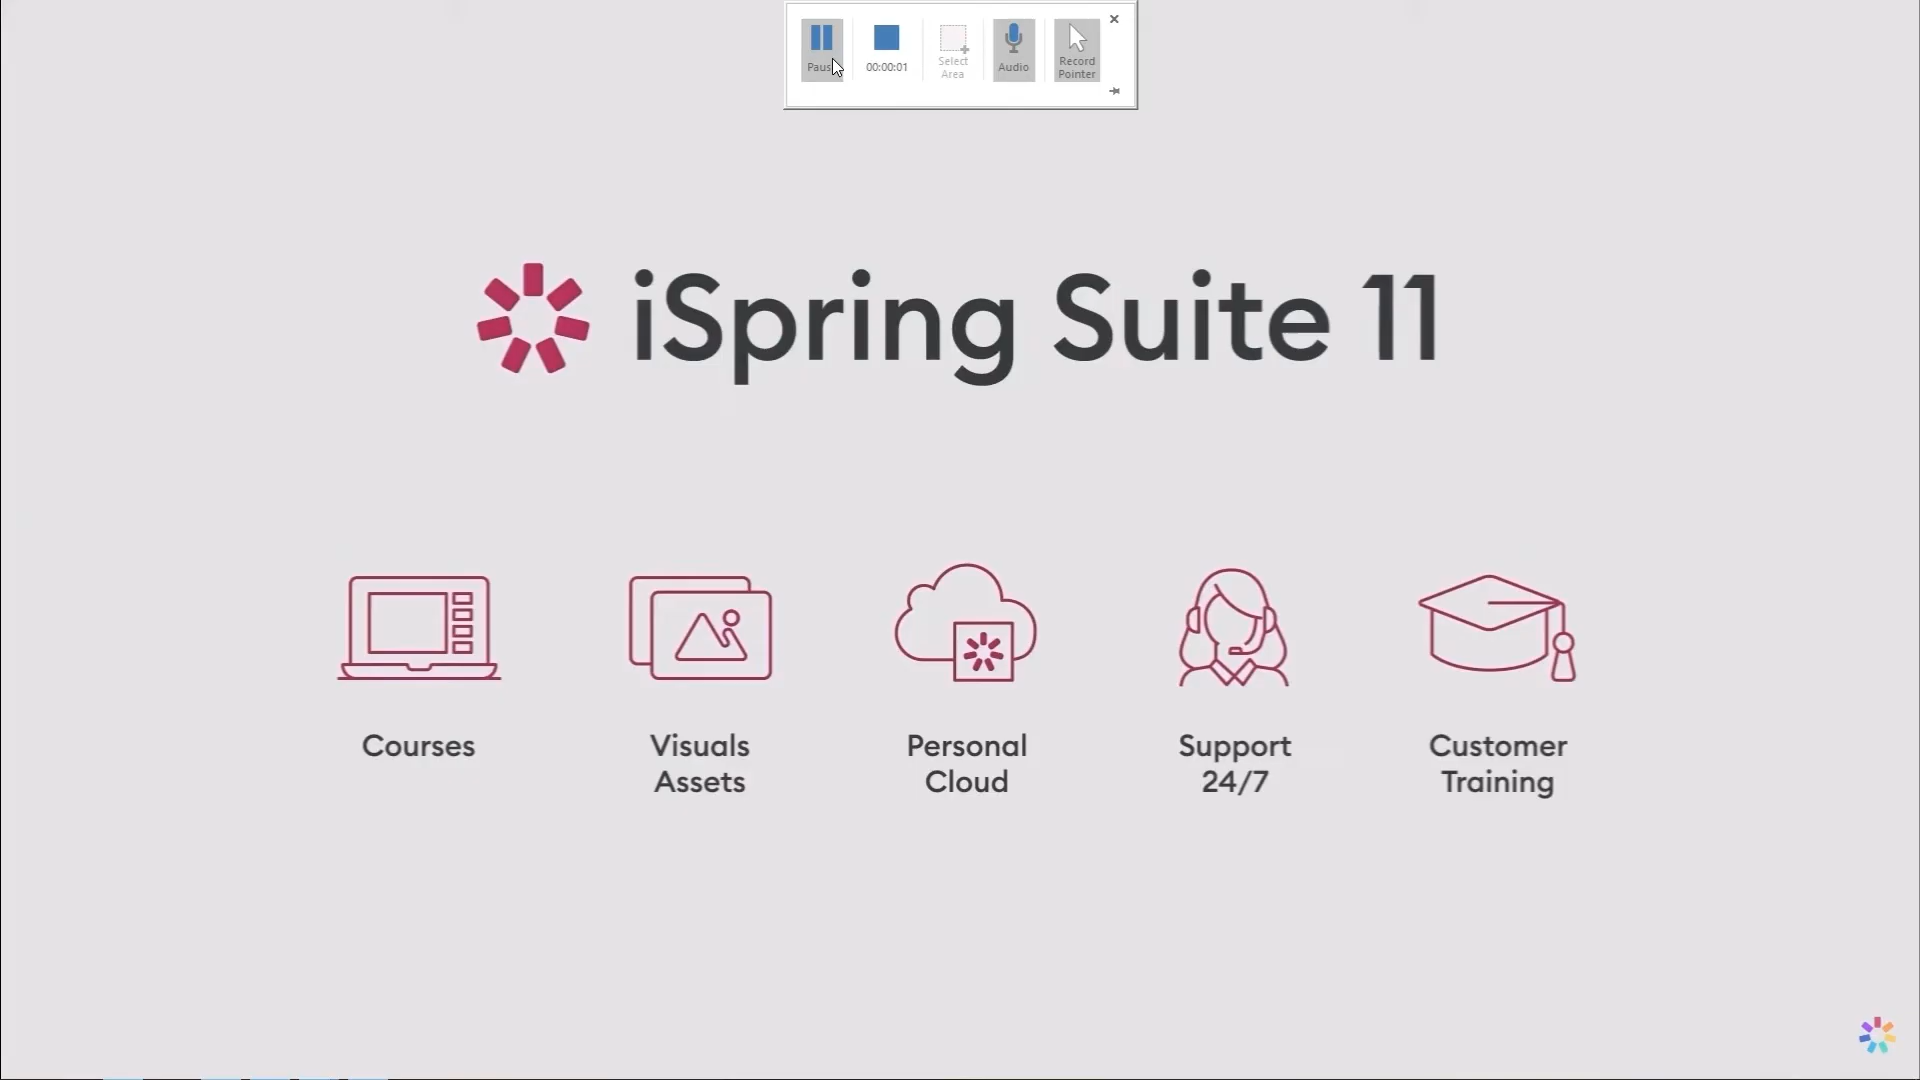 Pause
00:00:01
Select
Area
Audio
Record
Pointer
iSpring Suite 11
Courses
Visuals
Assets
Personal
Cloud
Support
24/7
Customer
Training